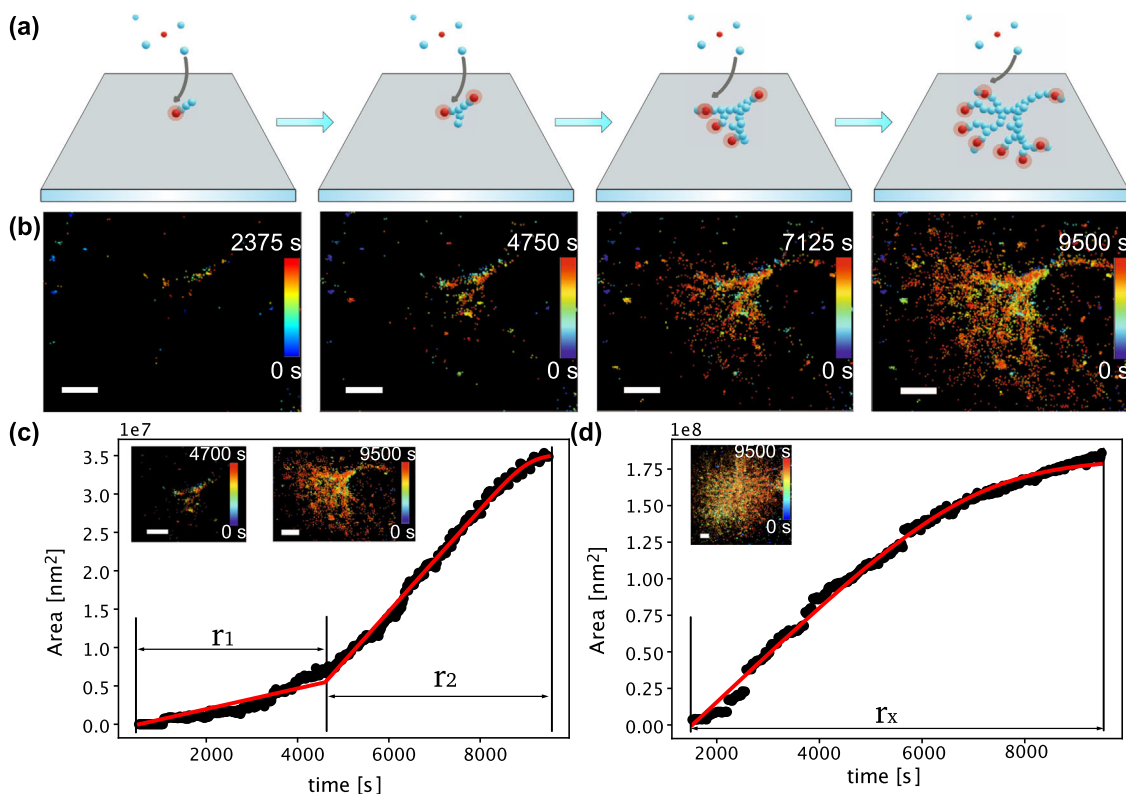 (a)
(b)
2375 s
0 s
4750 s
0 s
7125 s
0 s
9500 s
0 s
(c)
1e7
4700 s
0 s
9500 s
0 s
3.5
3.0
2.5
2.0
1.5
1.0
0.5
0.0
Area [nm²]
r1
r2
2000
4000
6000
8000
time [s]
(d)
1e8
9500 s
0 s
1.75
1.50
1.25
1.00
0.75
0.50
0.25
0.00
Area [nm²]
rx
2000
4000
6000
8000
time [s]